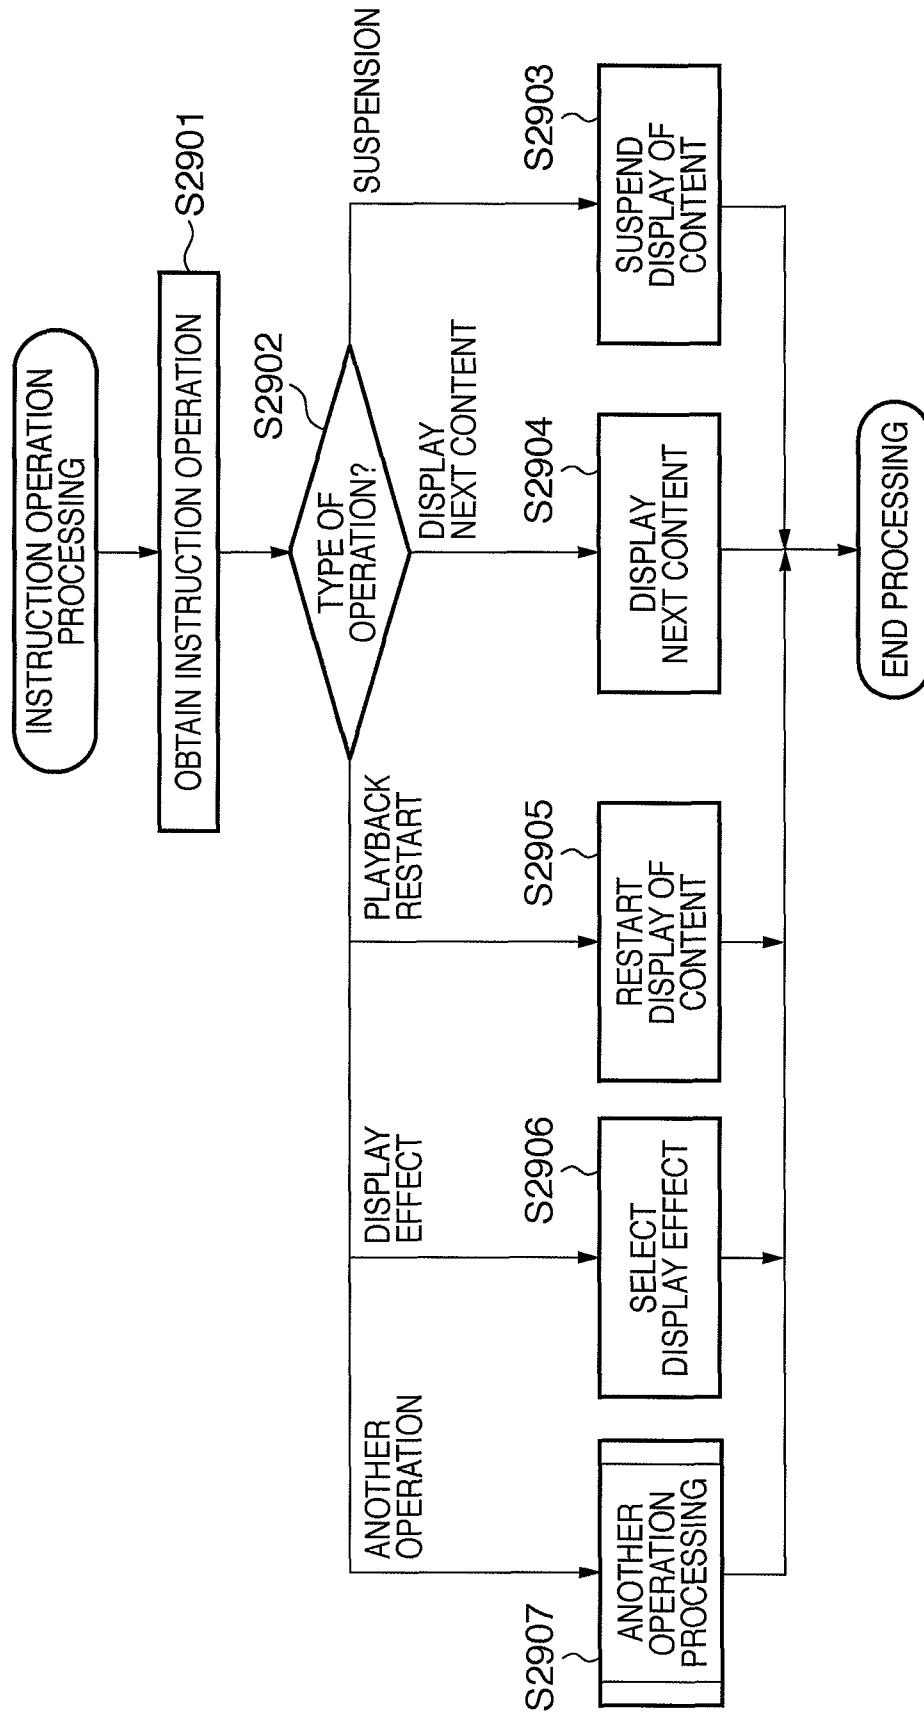 INSTRUCTION OPERATION
PROCESSING
S2901
OBTAIN INSTRUCTION OPERATION
S2902
TYPE OF
OPERATION?
ANOTHER
OPERATION
DISPLAY
EFFECT
PLAYBACK
RESTART
DISPLAY
NEXT CONTENT
SUSPENSION
S2907
ANOTHER
OPERATION
PROCESSING
S2906
SELECT
DISPLAY EFFECT
S2905
RESTART
DISPLAY OF
CONTENT
S2904
DISPLAY
NEXT CONTENT
S2903
SUSPEND
DISPLAY OF
CONTENT
END PROCESSING